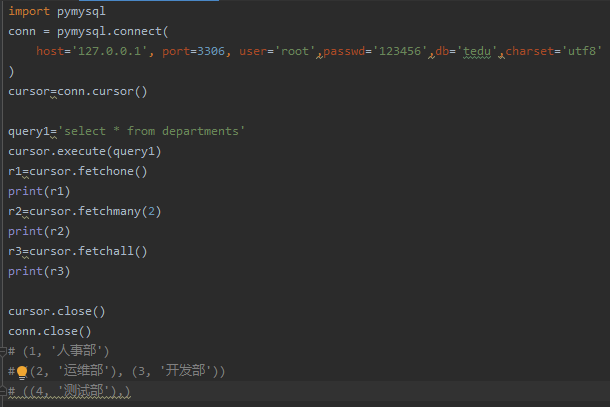 import pymysql
conn = pymysql.connect(
    host='127.0.0.1', port=3306, user='root',passwd='123456',db='tedu',charset='utf8'
)
cursor=conn.cursor()
query1='select * from departments'
cursor.execute(query1)
r1=cursor.fetchone()
print(r1)
r2=cursor.fetchmany(2)
print(r2)
r3=cursor.fetchall()
print(r3)
cursor.close()
conn.close()
# (1, '人事部')
# (2, '运维部'), (3, '开发部'))
# ((4, '测试部'),)